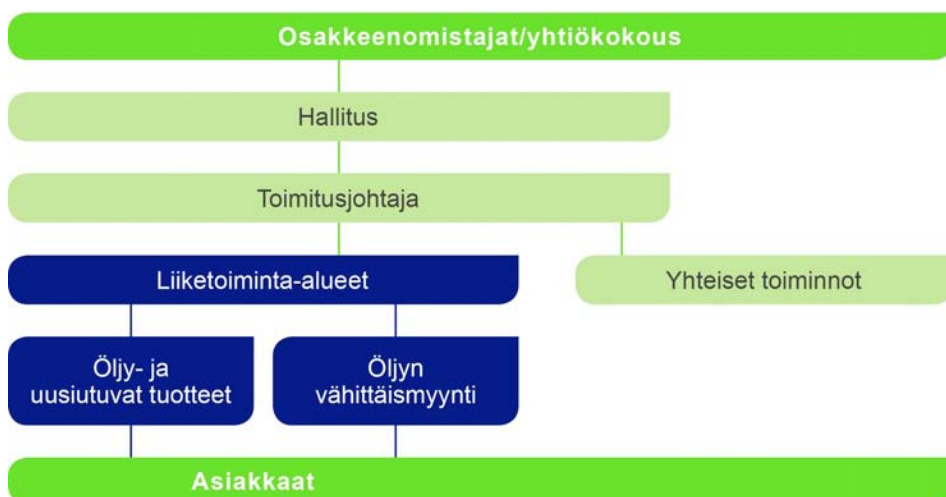 Osakkeenomistajat/yhtiökokous
Hallitus
Toimitusjohtaja
Liiketoiminta-alueet
Yhteiset toiminnot
Öljy- ja
uusiutuvat tuotteet
Öljyn
vähittäismyynti
Asiakkaat